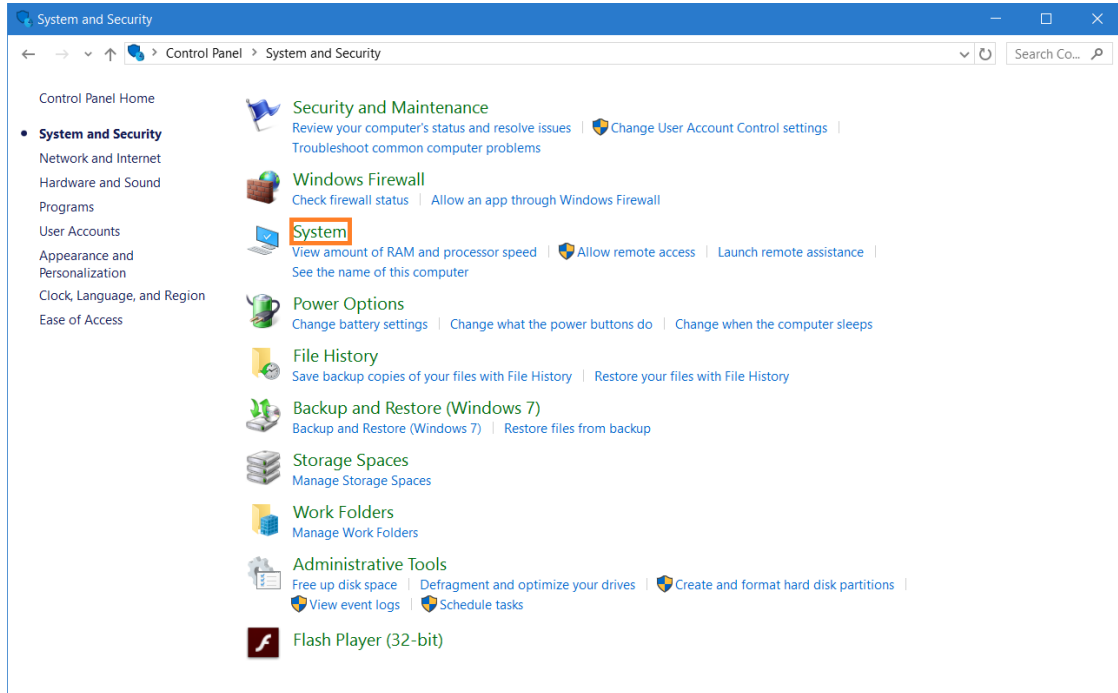 System and Security
Control Panel > System and Security
Search Co...
Control Panel Home
System and Security
Network and Internet
Hardware and Sound
Programs
User Accounts
Appearance and
Personalization
Clock, Language, and Region
Ease of Access
Security and Maintenance
Review your computer's status and resolve issues
Change User Account Control settings
Troubleshoot common computer problems
Windows Firewall
Check firewall status
Allow an app through Windows Firewall
System
View amount of RAM and processor speed
Allow remote access
Launch remote assistance
See the name of this computer
Power Options
Change battery settings
Change what the power buttons do
Change when the computer sleeps
File History
Save backup copies of your files with File History
Restore your files with File History
Backup and Restore (Windows 7)
Backup and Restore (Windows 7)
Restore files from backup
Storage Spaces
Manage Storage Spaces
Work Folders
Manage Work Folders
Administrative Tools
Free up disk space
Defragment and optimize your drives
Create and format hard disk partitions
View event logs
Schedule tasks
Flash Player (32-bit)